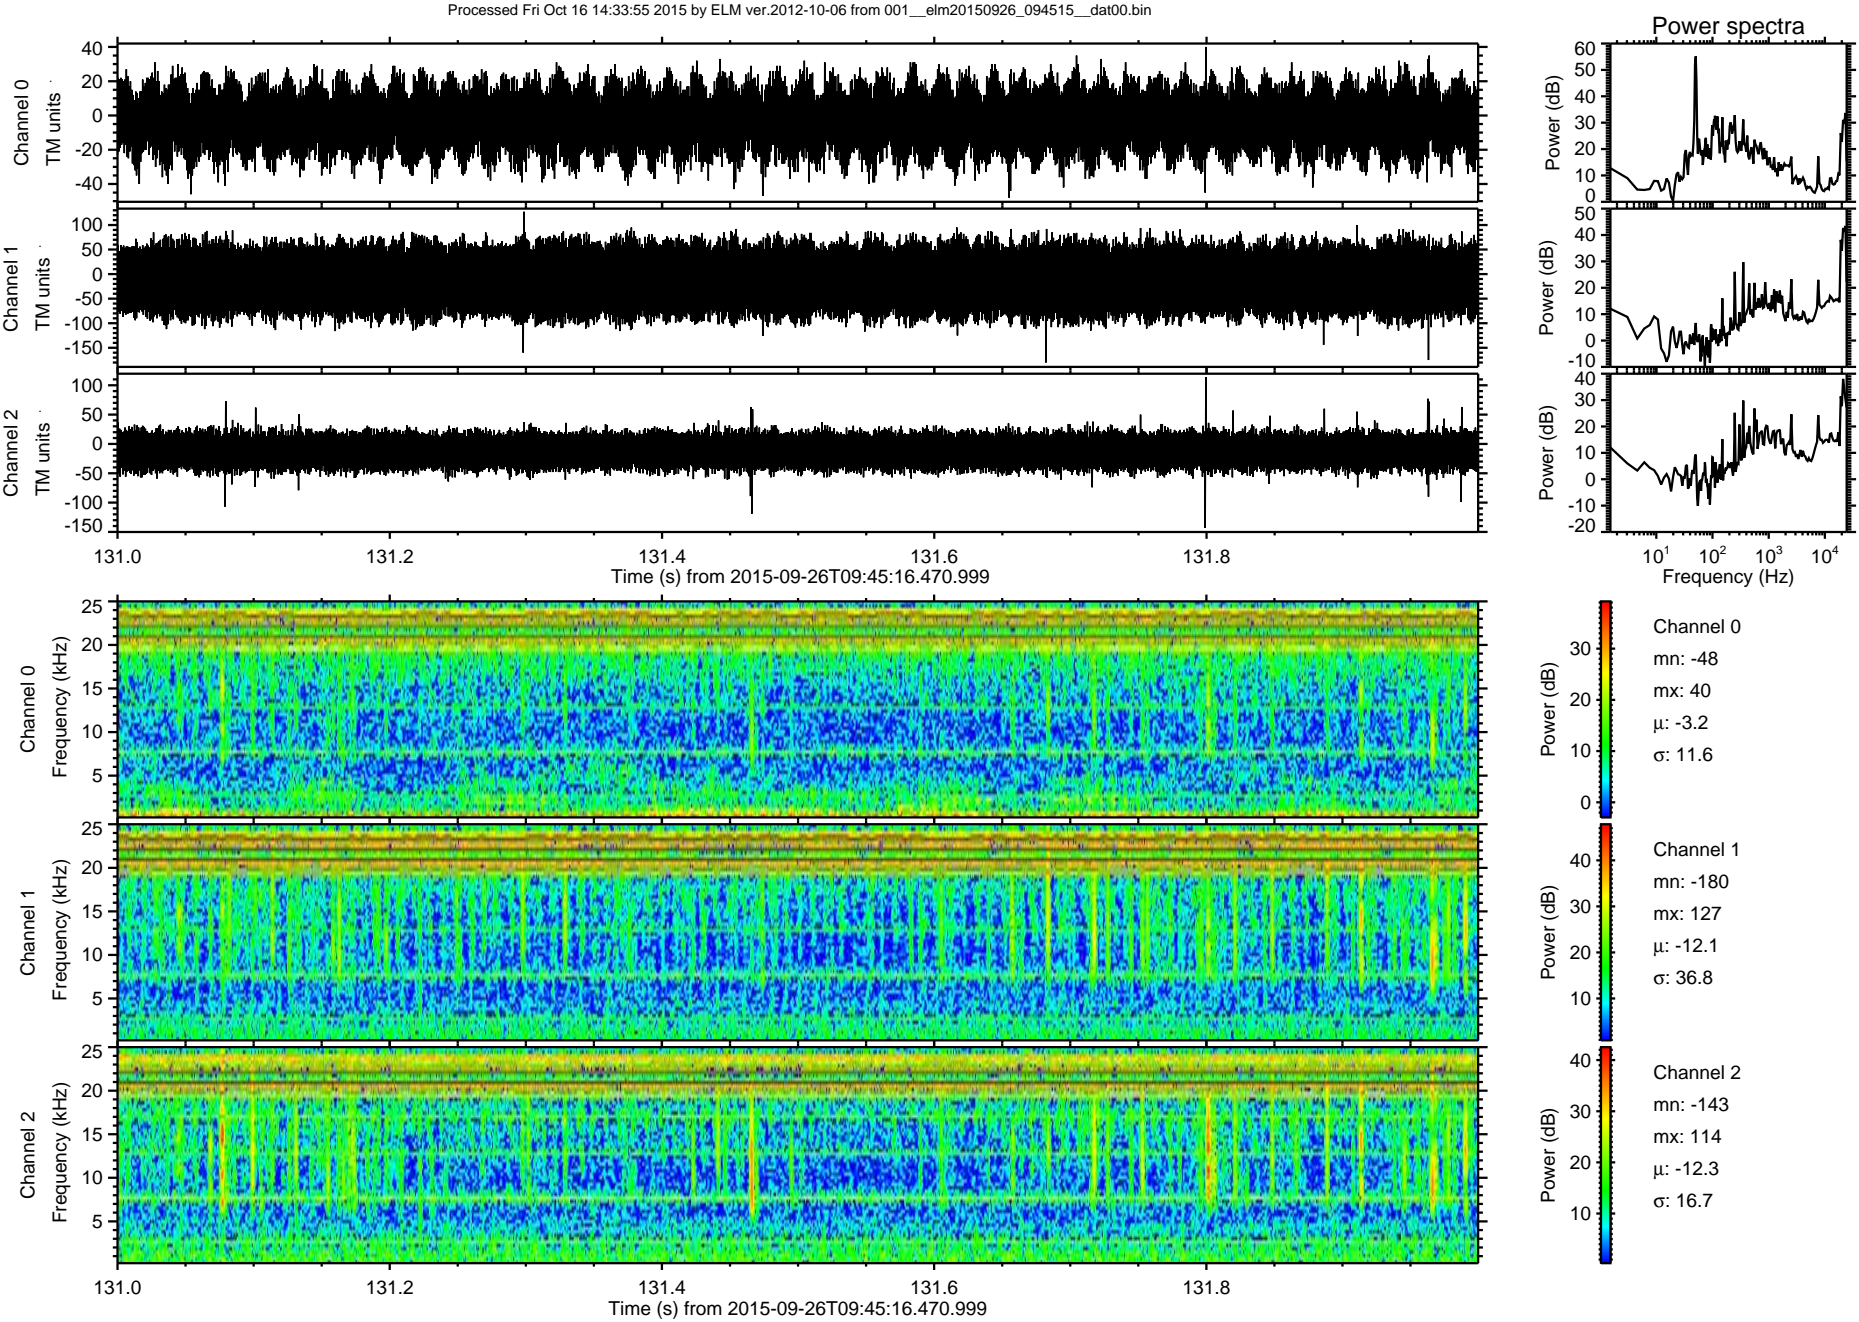 Processed Fri Oct 16 14:33:55 2015 by ELM ver.2012-10-06 from 001__elm20150926_094515__dat00.bin
Power spectra
Channel 0
TM units
40
20
0
-20
-40
Power (dB)
60
50
40
30
20
10
0
Channel 1
TM units
100
50
0
-50
-100
-150
Power (dB)
50
40
30
20
10
0
-10
Channel 2
TM units
100
50
0
-50
-100
-150
Power (dB)
40
30
20
10
0
-10
-20
131.0 131.2 131.4 131.6 131.8
Time (s) from 2015-09-26T09:45:16.470.999
10¹ 10² 10³ 10⁴
Frequency (Hz)
Channel 0
Frequency (kHz)
25
20
15
10
5
Power (dB)
30
20
10
0
Channel 0
mn: -48
mx: 40
μ: -3.2
σ: 11.6
Channel 1
Frequency (kHz)
25
20
15
10
5
Power (dB)
40
30
20
10
Channel 1
mn: -180
mx: 127
μ: -12.1
σ: 36.8
Channel 2
Frequency (kHz)
25
20
15
10
5
Power (dB)
40
30
20
10
Channel 2
mn: -143
mx: 114
μ: -12.3
σ: 16.7
131.0 131.2 131.4 131.6 131.8
Time (s) from 2015-09-26T09:45:16.470.999